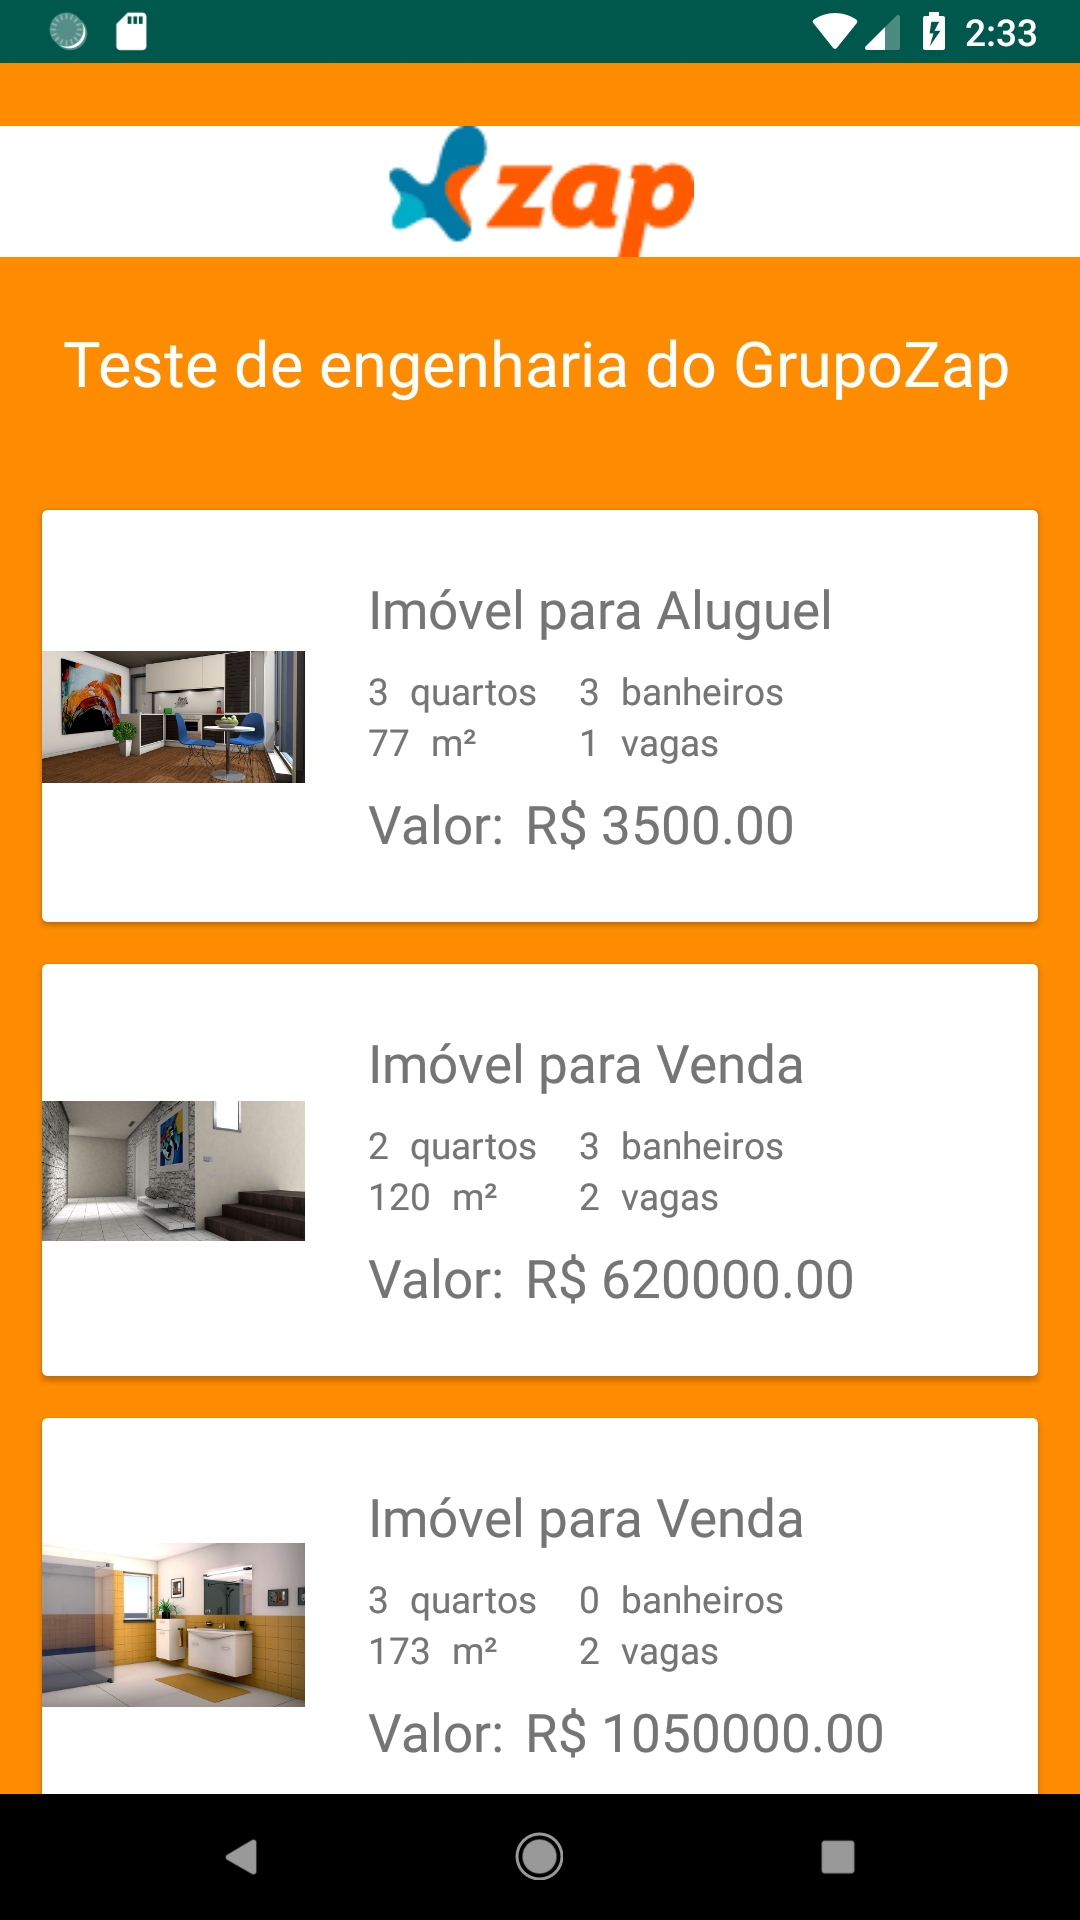 2:33
zap
Teste de engenharia do GrupoZap
Imóvel para Aluguel
3 quartos 3 banheiros
77 m² 1 vagas
Valor: R$ 3500.00
Imóvel para Venda
2 quartos 3 banheiros
120 m² 2 vagas
Valor: R$ 620000.00
Imóvel para Venda
3 quartos 0 banheiros
173 m² 2 vagas
Valor: R$ 1050000.00